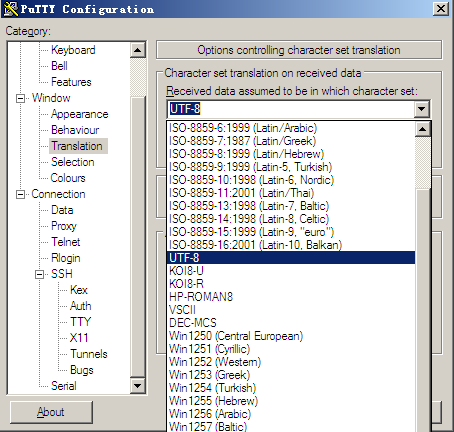 PuTTY Configuration
Category:
Keyboard
Bell
Features
Window
Appearance
Behaviour
Translation
Selection
Colours
Connection
Data
Proxy
Telnet
Rlogin
SSH
Kex
Auth
TTY
X11
Tunnels
Bugs
Serial
About
Options controlling character set translation
Character set translation on received data
Received data assumed to be in which character set:
UTF-8
ISO-8859-6:1999 (Latin/Arabic)
ISO-8859-7:1987 (Latin/Greek)
ISO-8859-8:1999 (Latin/Hebrew)
ISO-8859-9:1999 (Latin-5, Turkish)
ISO-8859-10:1998 (Latin-6, Nordic)
ISO-8859-11:2001 (Latin/Thai)
ISO-8859-13:1998 (Latin-7, Baltic)
ISO-8859-14:1998 (Latin-8, Celtic)
ISO-8859-15:1999 (Latin-9, "euro")
ISO-8859-16:2001 (Latin-10, Balkan)
UTF-8
KOI8-U
KOI8-R
HP-ROMAN8
VSCII
DEC-MCS
Win1250 (Central European)
Win1251 (Cyrillic)
Win1252 (Western)
Win1253 (Greek)
Win1254 (Turkish)
Win1255 (Hebrew)
Win1256 (Arabic)
Win1257 (Baltic)